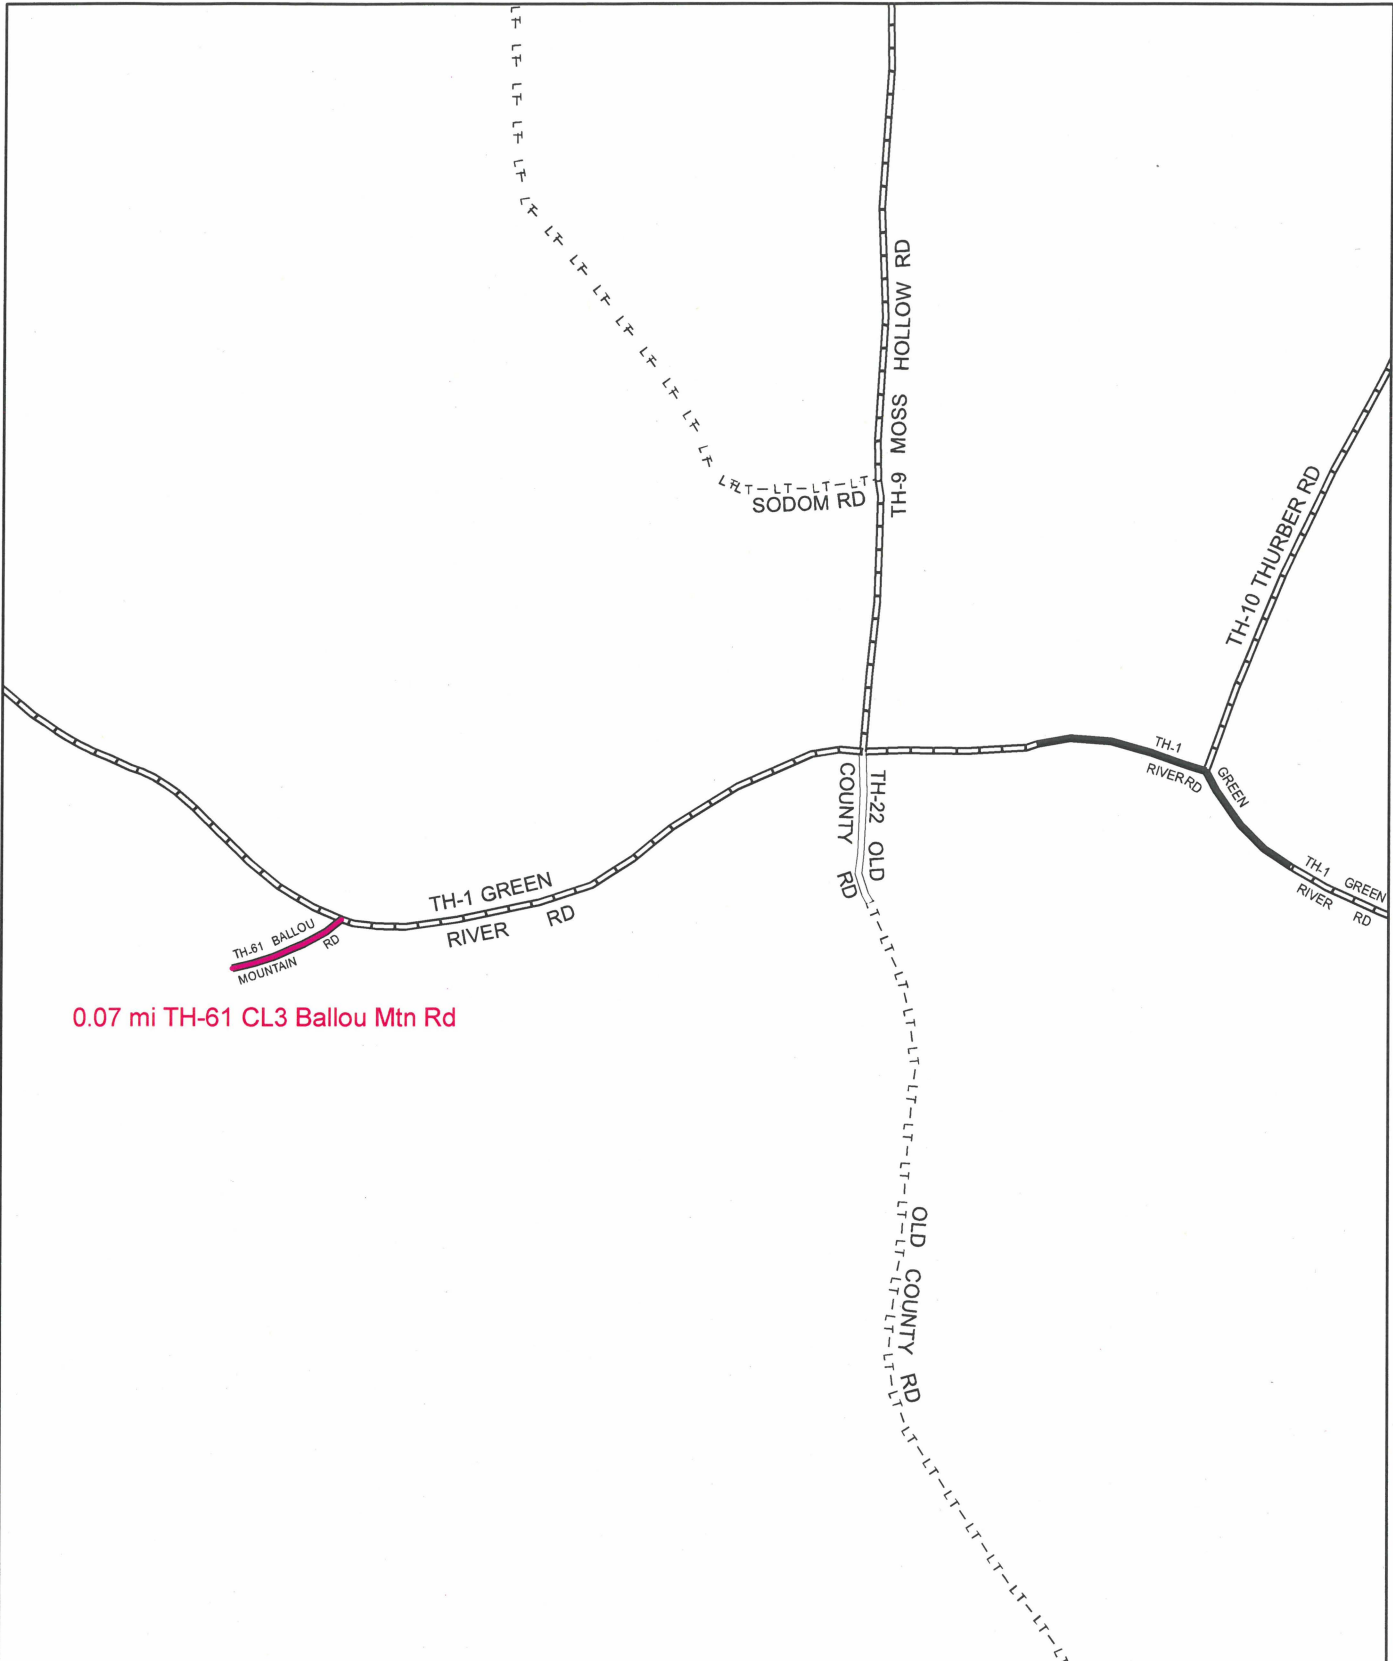 TH-9 MOSS HOLLOW RD
SODOM RD
TH-10 THURBER RD
TH-1
RIVER RD
GREEN
TH-22 OLD
COUNTY RD
TH-1 GREEN
RIVER RD
TH-1 GREEN
RIVER RD
TH-61 BALLOU
MOUNTAIN RD
0.07 mi TH-61 CL3 Ballou Mtn Rd
OLD COUNTY RD